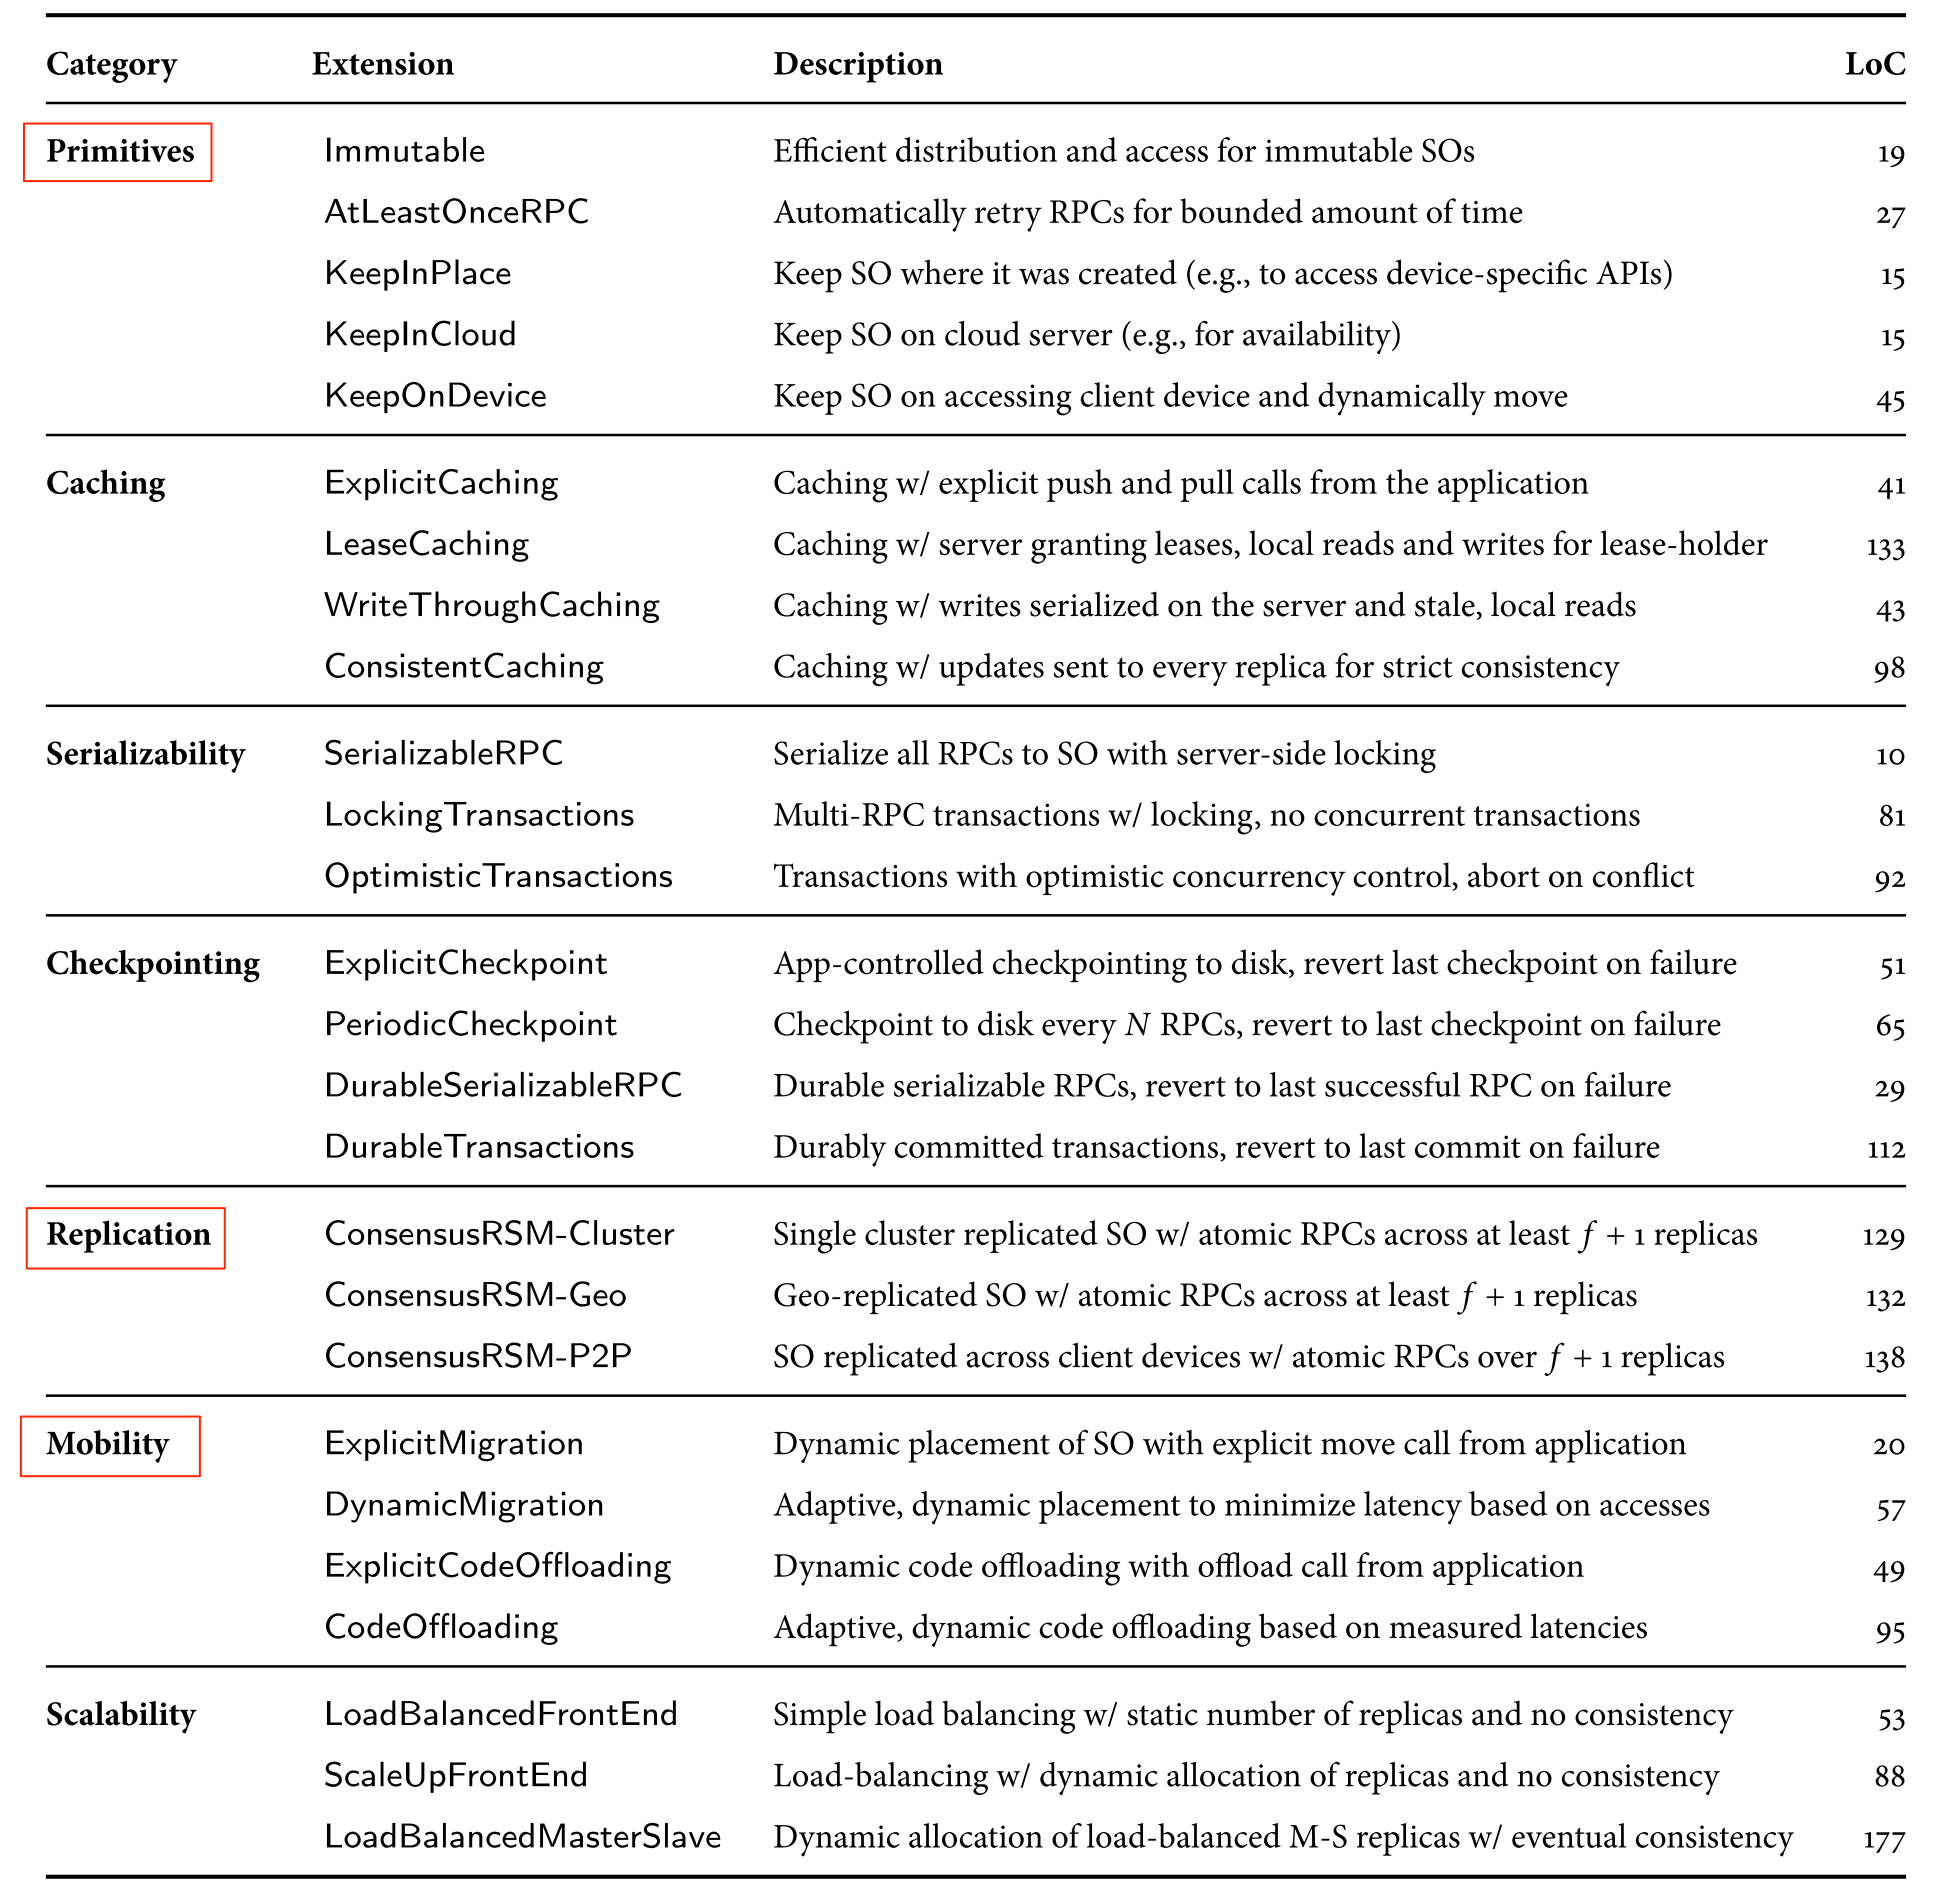 Category Extension Description LoC
Primitives Immutable Efficient distribution and access for immutable SOs 19
AtLeastOnceRPC Automatically retry RPCs for bounded amount of time 27
KeepInPlace Keep SO where it was created (e.g., to access device-specific APIs) 15
KeepInCloud Keep SO on cloud server (e.g., for availability) 15
KeepOnDevice Keep SO on accessing client device and dynamically move 45
Caching ExplicitCaching Caching w/ explicit push and pull calls from the application 41
LeaseCaching Caching w/ server granting leases, local reads and writes for lease-holder 133
WriteThroughCaching Caching w/ writes serialized on the server and stale, local reads 43
ConsistentCaching Caching w/ updates sent to every replica for strict consistency 98
Serializability SerializableRPC Serialize all RPCs to SO with server-side locking 10
LockingTransactions Multi-RPC transactions w/ locking, no concurrent transactions 81
OptimisticTransactions Transactions with optimistic concurrency control, abort on conflict 92
Checkpointing ExplicitCheckpoint App-controlled checkpointing to disk, revert last checkpoint on failure 51
PeriodicCheckpoint Checkpoint to disk every N RPCs, revert to last checkpoint on failure 65
DurableSerializableRPC Durable serializable RPCs, revert to last successful RPC on failure 29
DurableTransactions Durably committed transactions, revert to last commit on failure 112
Replication ConsensusRSM-Cluster Single cluster replicated SO w/ atomic RPCs across at least f + 1 replicas 129
ConsensusRSM-Geo Geo-replicated SO w/ atomic RPCs across at least f + 1 replicas 132
ConsensusRSM-P2P SO replicated across client devices w/ atomic RPCs over f + 1 replicas 138
Mobility ExplicitMigration Dynamic placement of SO with explicit move call from application 20
DynamicMigration Adaptive, dynamic placement to minimize latency based on accesses 57
ExplicitCodeOffloading Dynamic code offloading with offload call from application 49
CodeOffloading Adaptive, dynamic code offloading based on measured latencies 95
Scalability LoadBalancedFrontEnd Simple load balancing w/ static number of replicas and no consistency 53
ScaleUpFrontEnd Load-balancing w/ dynamic allocation of replicas and no consistency 88
LoadBalancedMasterSlave Dynamic allocation of load-balanced M-S replicas w/ eventual consistency 177